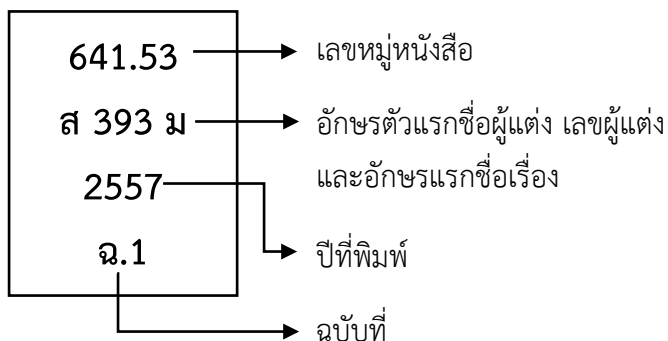 641.53
เลขหมู่หนังสือ
ส 393 ม
อักษรตัวแรกชื่อผู้แต่ง เลขผู้แต่ง
และอักษรแรกชื่อเรื่อง
2557
ปีที่พิมพ์
ฉ.1
ฉบับที่